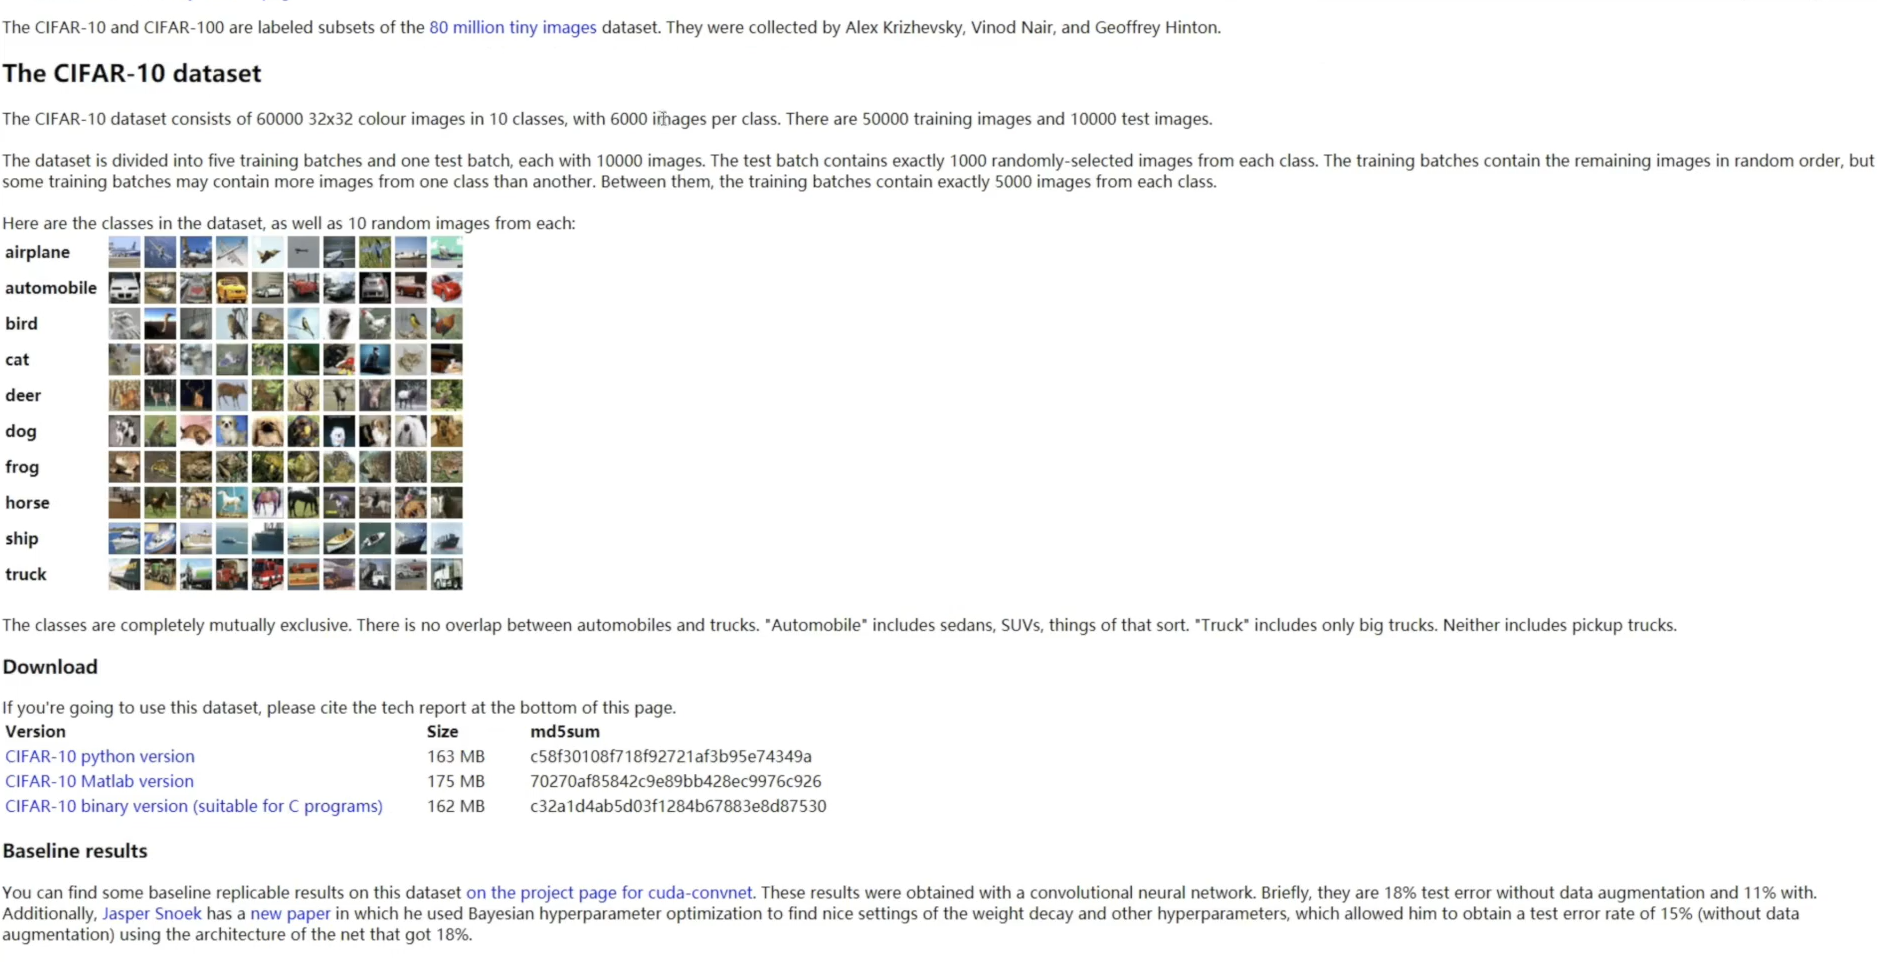 The CIFAR-10 and CIFAR-100 are labeled subsets of the 80 million tiny images dataset. They were collected by Alex Krizhevsky, Vinod Nair, and Geoffrey Hinton.
The CIFAR-10 dataset
The CIFAR-10 dataset consists of 60000 32x32 colour images in 10 classes, with 6000 images per class. There are 50000 training images and 10000 test images.
The dataset is divided into five training batches and one test batch, each with 10000 images. The test batch contains exactly 1000 randomly-selected images from each class. The training batches contain the remaining images in random order, but
some training batches may contain more images from one class than another. Between them, the training batches contain exactly 5000 images from each class.
Here are the classes in the dataset, as well as 10 random images from each:
airplane
automobile
bird
cat
deer
dog
frog
horse
ship
truck
The classes are completely mutually exclusive. There is no overlap between automobiles and trucks. "Automobile" includes sedans, SUVs, things of that sort. "Truck" includes only big trucks. Neither includes pickup trucks.
Download
If you're going to use this dataset, please cite the tech report at the bottom of this page.
Version Size md5sum
CIFAR-10 python version 163 MB c58f30108f718f92721af3b95e74349a
CIFAR-10 Matlab version 175 MB 70270af85842c9e89bb428ec9976c926
CIFAR-10 binary version (suitable for C programs) 162 MB c32a1d4ab5d03f1284b67883e8d87530
Baseline results
You can find some baseline replicable results on this dataset on the project page for cuda-convnet. These results were obtained with a convolutional neural network. Briefly, they are 18% test error without data augmentation and 11% with.
Additionally, Jasper Snoek has a new paper in which he used Bayesian hyperparameter optimization to find nice settings of the weight decay and other hyperparameters, which allowed him to obtain a test error rate of 15% (without data
augmentation) using the architecture of the net that got 18%.